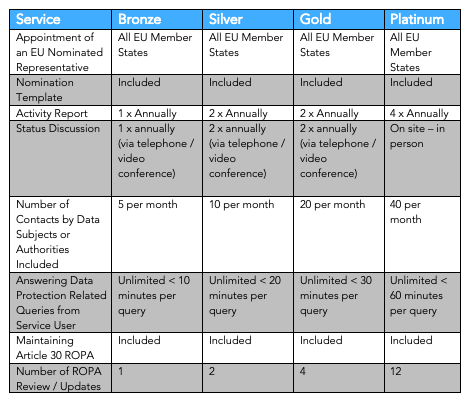 Service Bronze Silver Gold Platinum
Appointment of All EU Member All EU Member All EU Member All EU
an EU Nominated States States States Member
Representative States
Nomination Included Included Included Included
Template
Activity Report 1 x Annually 2 x Annually 2 x Annually 4 x Annually
Status Discussion 1 x annually 2 x annually 2 x annually On site – in
(via telephone / (via telephone / (via telephone / person
video video video
conference) conference) conference)
Number of 5 per month 10 per month 20 per month 40 per
Contacts by Data month
Subjects or
Authorities
Included
Answering Data Unlimited < 10 Unlimited < 20 Unlimited < 30 Unlimited <
Protection Related minutes per minutes per minutes per 60 minutes
Queries from query query query per query
Service User
Maintaining Included Included Included Included
Article 30 ROPA
Number of ROPA 1 2 4 12
Review / Updates